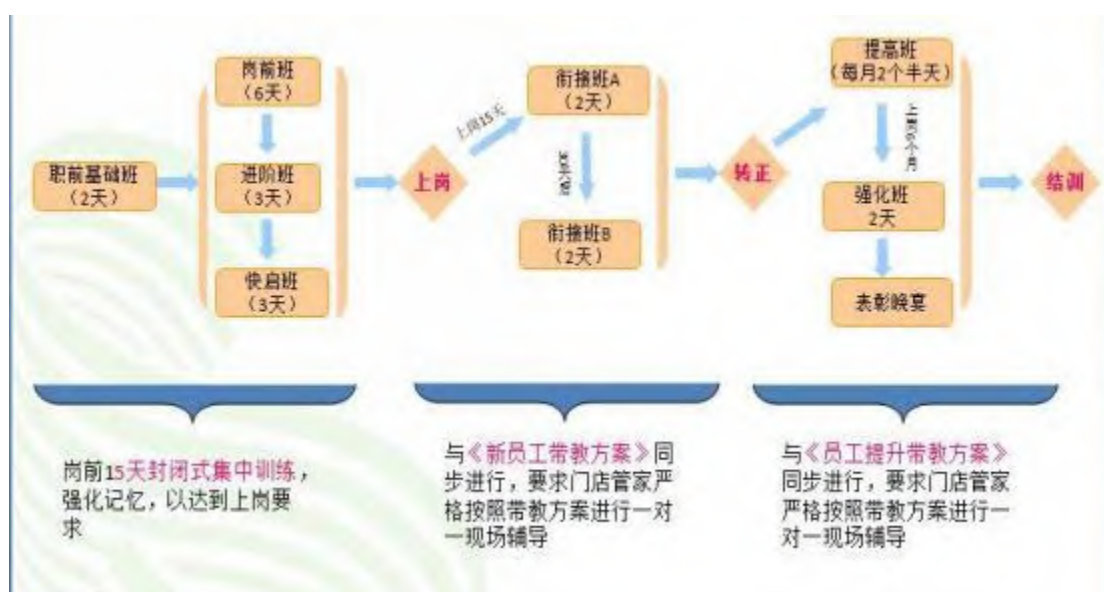 职前基础班
（2天）
岗前班
（6天）
进阶班
（3天）
快启班
（3天）
上岗
上岗15天
衔接班A
（2天）
衔接班B
（2天）
转正
提高班
（每月2个半天）
上岗6个月
强化班
2天
表彰晚宴
结训
岗前15天封闭式集中训练，
强化记忆，以达到上岗要
求
与《新员工带教方案》同
步进行，要求门店管家严
格按照带教方案进行一对
一现场辅导
与《员工提升带教方案》
同步进行，要求门店管家
严格按照带教方案进行一
对一现场辅导